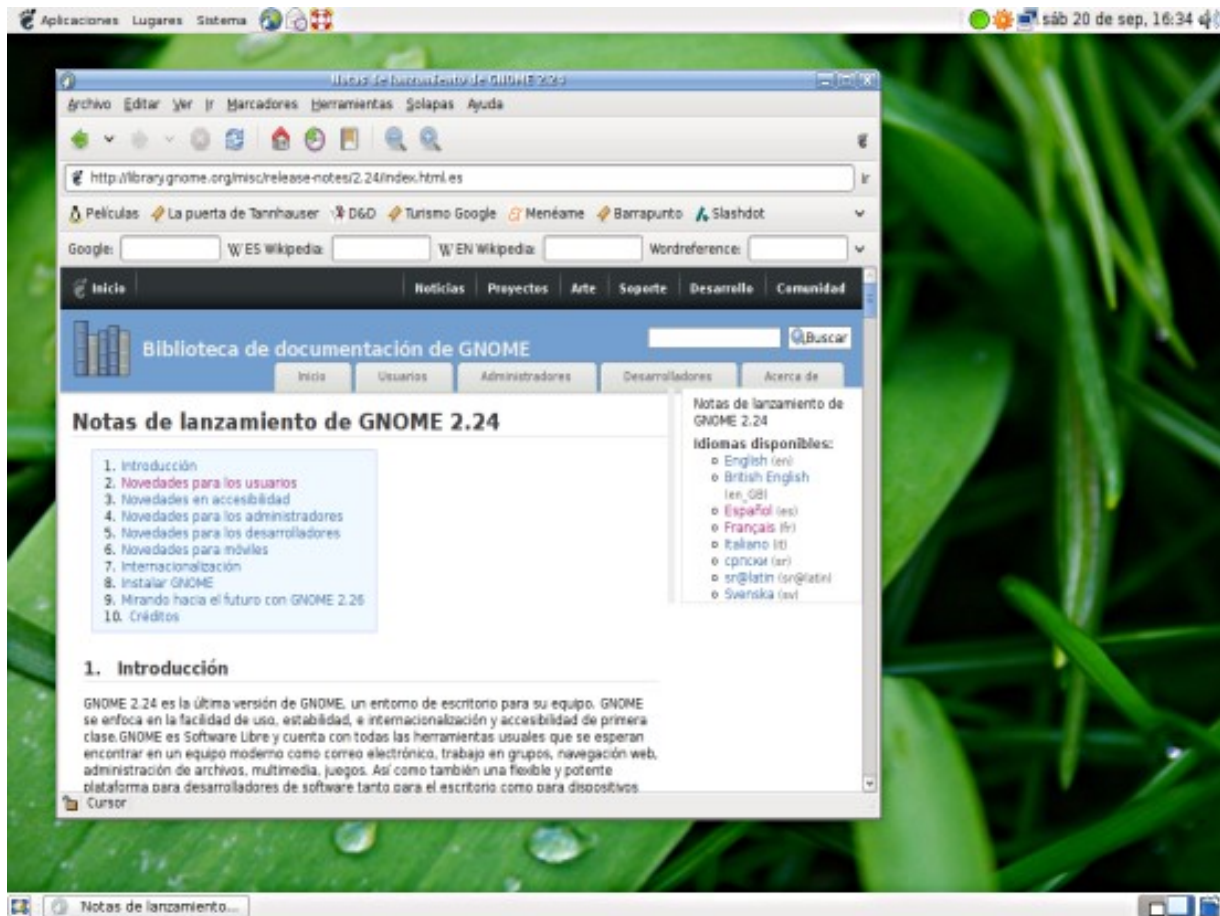 Aplicaciones Lugares Sistema
sáb 20 de sep, 16:34
Notas de lanzamiento de GNOME 2.24
Archivo Editar Ver Ir Marcadores Herramientas Solapas Ayuda
http://library.gnome.org/misc/release-notes/2.24/index.html.es
Ir
Películas La puerta de Tannhauser D&D Turismo Google Menéame Barrapunto Slashdot
Google: ES Wikipedia: EN Wikipedia: Wordreference:
Inicio Noticias Proyectos Arte Soporte Desarrollo Comunidad
Biblioteca de documentación de GNOME
Buscar
Inicio Usuarios Administradores Desarrolladores Acerca de
Notas de lanzamiento de GNOME 2.24
1. Introducción
2. Novedades para los usuarios
3. Novedades en accesibilidad
4. Novedades para los administradores
5. Novedades para los desarrolladores
6. Novedades para móviles
7. Internacionalización
8. Instalar GNOME
9. Mirando hacia el futuro con GNOME 2.26
10. Créditos
Notas de lanzamiento de
GNOME 2.24
Idiomas disponibles:
English (en)
British English
(en_GB)
Español (es)
Français (fr)
Italiano (it)
српски (sr)
sr@latin (sr@latin)
Svenska (sv)
1. Introducción
GNOME 2.24 es la última versión de GNOME, un entorno de escritorio para su equipo. GNOME
se enfoca en la facilidad de uso, estabilidad, e internacionalización y accesibilidad de primera
clase.GNOME es Software Libre y cuenta con todas las herramientas usuales que se esperan
encontrar en un equipo moderno como correo electrónico, trabajo en grupos, navegación web,
administración de archivos, multimedia, juegos. Así como también una flexible y potente
plataforma para desarrolladores de software tanto para el escritorio como para dispositivos
Cursor
Notas de lanzamiento...